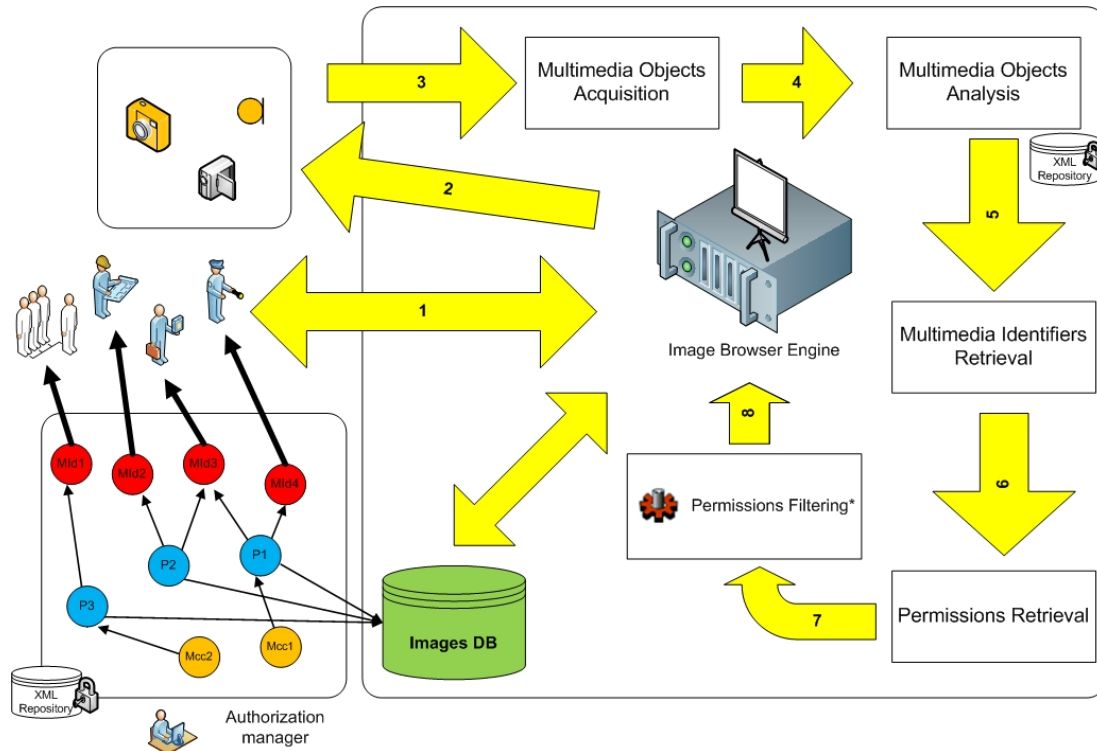 3
Multimedia Objects
Acquisition
4
Multimedia Objects
Analysis
XML
Repository
2
5
1
Image Browser Engine
Multimedia Identifiers
Retrieval
8
6
MId1
MId2
MId3
MId4
Permissions Filtering*
P1
P2
P3
Mcc1
Mcc2
Images DB
7
Permissions Retrieval
XML
Repository
Authorization
manager